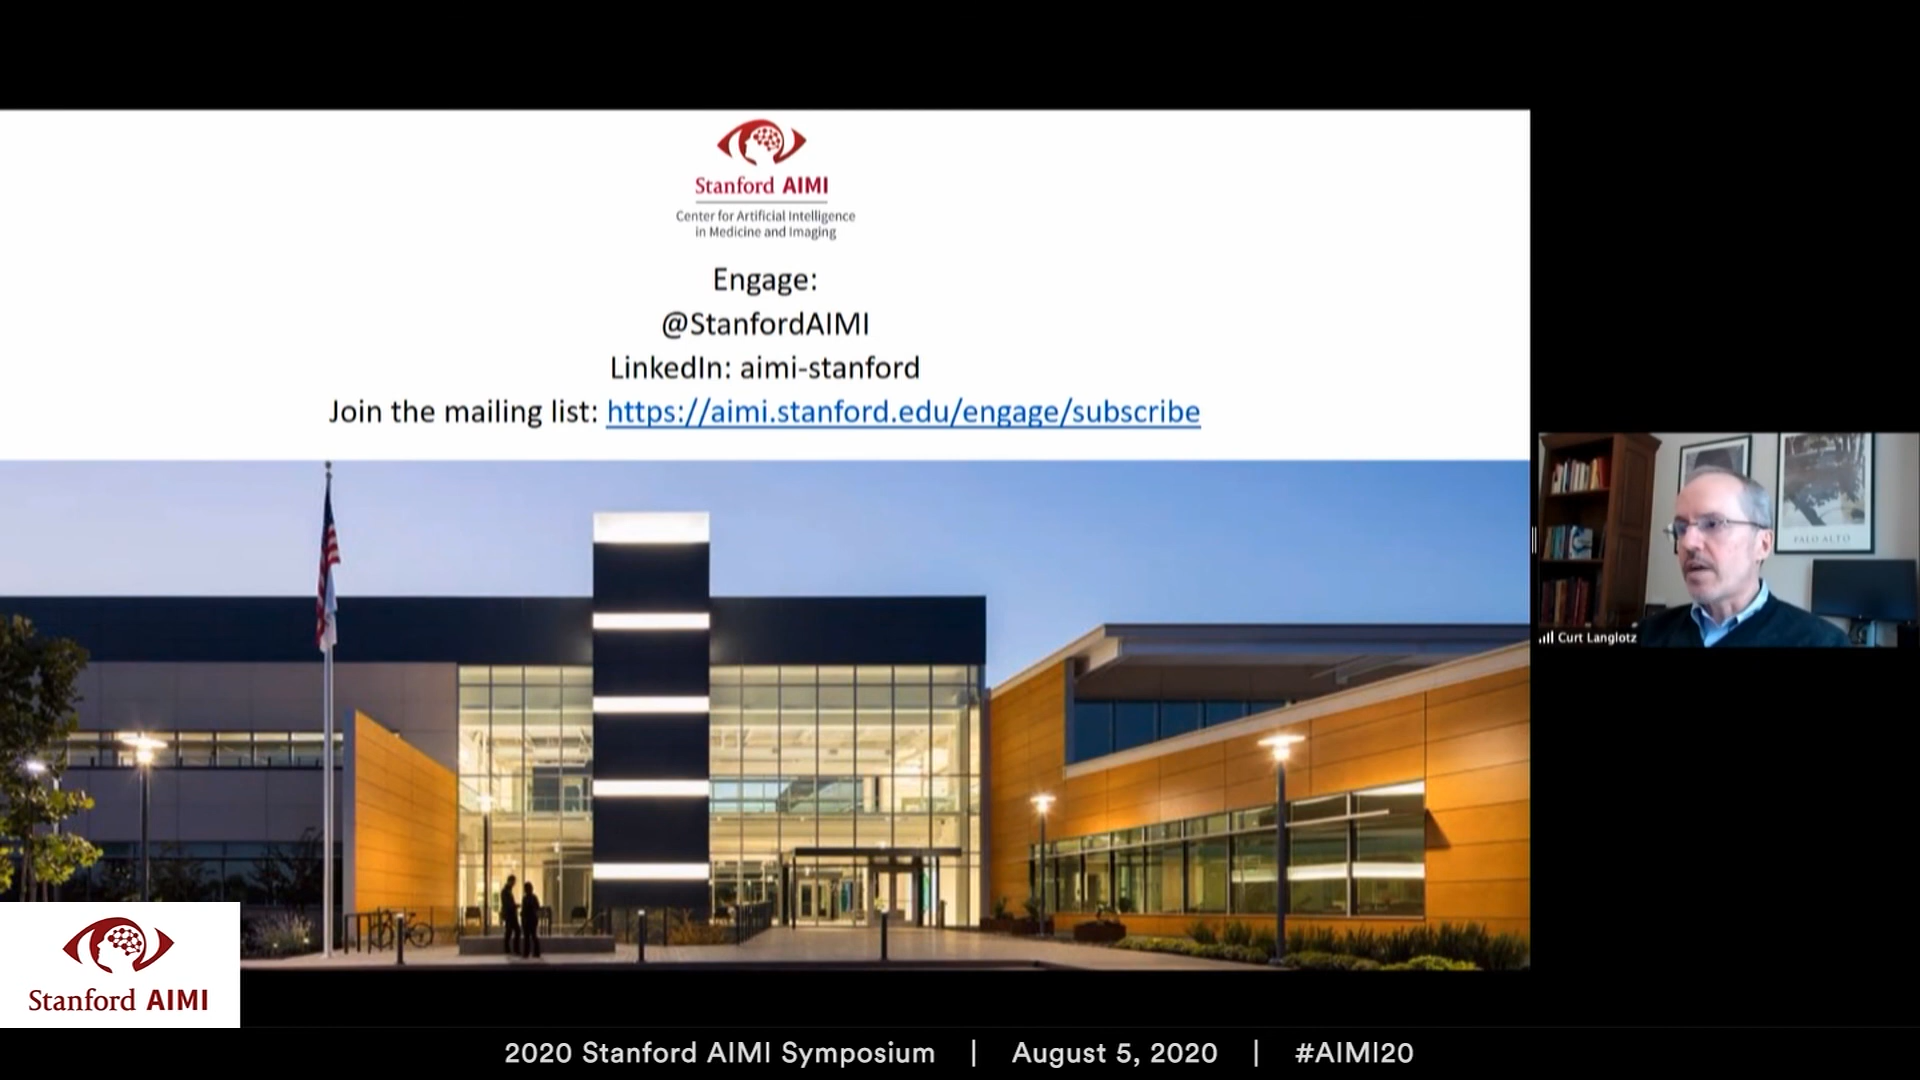 Stanford AIMI
Center for Artificial Intelligence
in Medicine and Imaging
Engage:
@StanfordAIMI
LinkedIn: aimi-stanford
Join the mailing list: https://aimi.stanford.edu/engage/subscribe
PALO ALTO
Curt Langlotz
Stanford AIMI
2020 Stanford AIMI Symposium | August 5, 2020 | #AIMI20